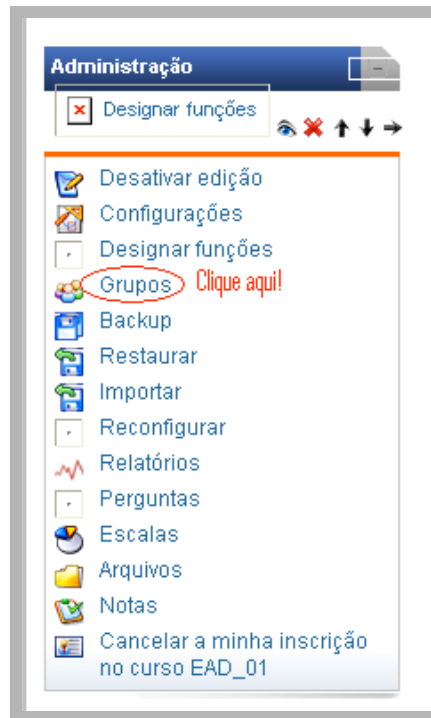 Administração
Designar funções
Desativar edição
Configurações
Designar funções
Grupos Clique aqui!
Backup
Restaurar
Importar
Reconfigurar
Relatórios
Perguntas
Escalas
Arquivos
Notas
Cancelar a minha inscrição
no curso EAD_01